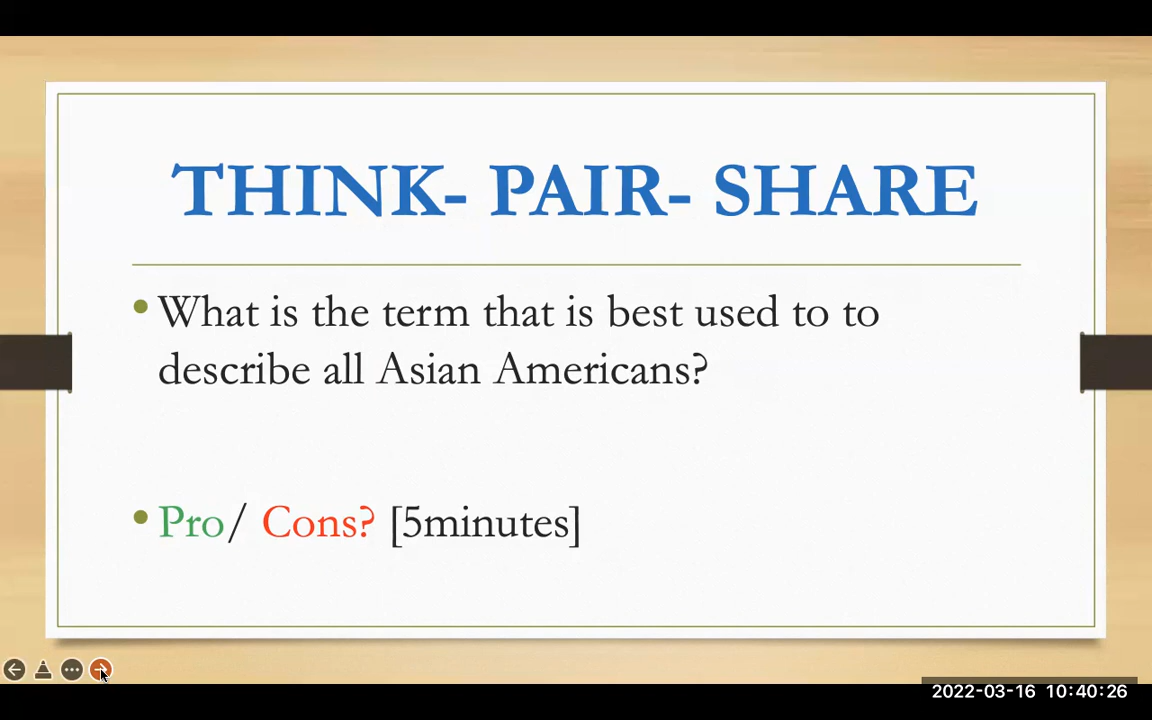 THINK- PAIR- SHARE
What is the term that is best used to to
describe all Asian Americans?
Pro/ Cons? [5minutes]
2022-03-16 10:40:26